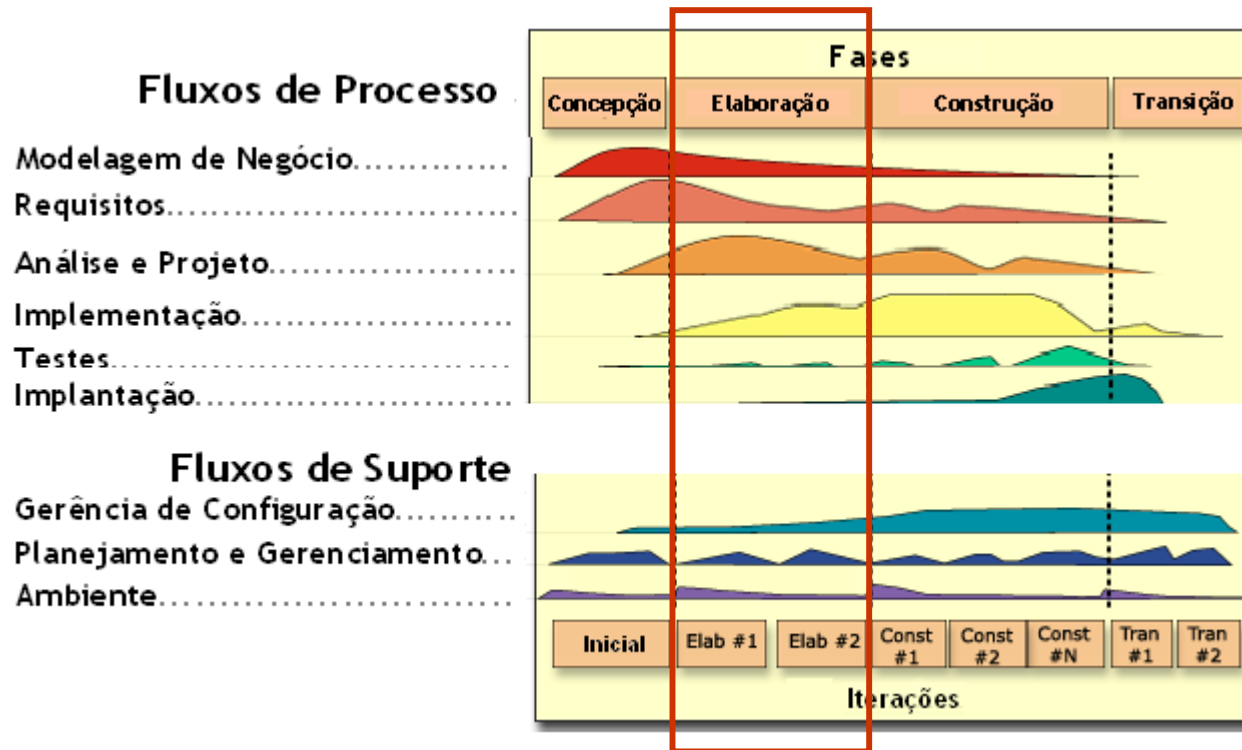 Fases
Fluxos de Processo
Concepção Elaboração Construção Transição
Modelagem de Negócio
Requisitos
Análise e Projeto
Implementação
Testes
Implantação
Fluxos de Suporte
Gerência de Configuração
Planejamento e Gerenciamento
Ambiente
Inicial
Elab #1
Elab #2
Const
#1
Const
#2
Const
#N
Tran
#1
Tran
#2
Iterações